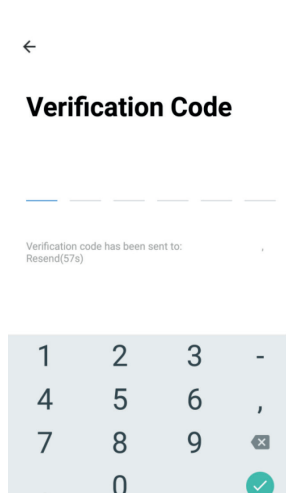 Verification Code
Verification code has been sent to: ,
Resend(57s)
1 2 3 -
4 5 6 ,
7 8 9
0